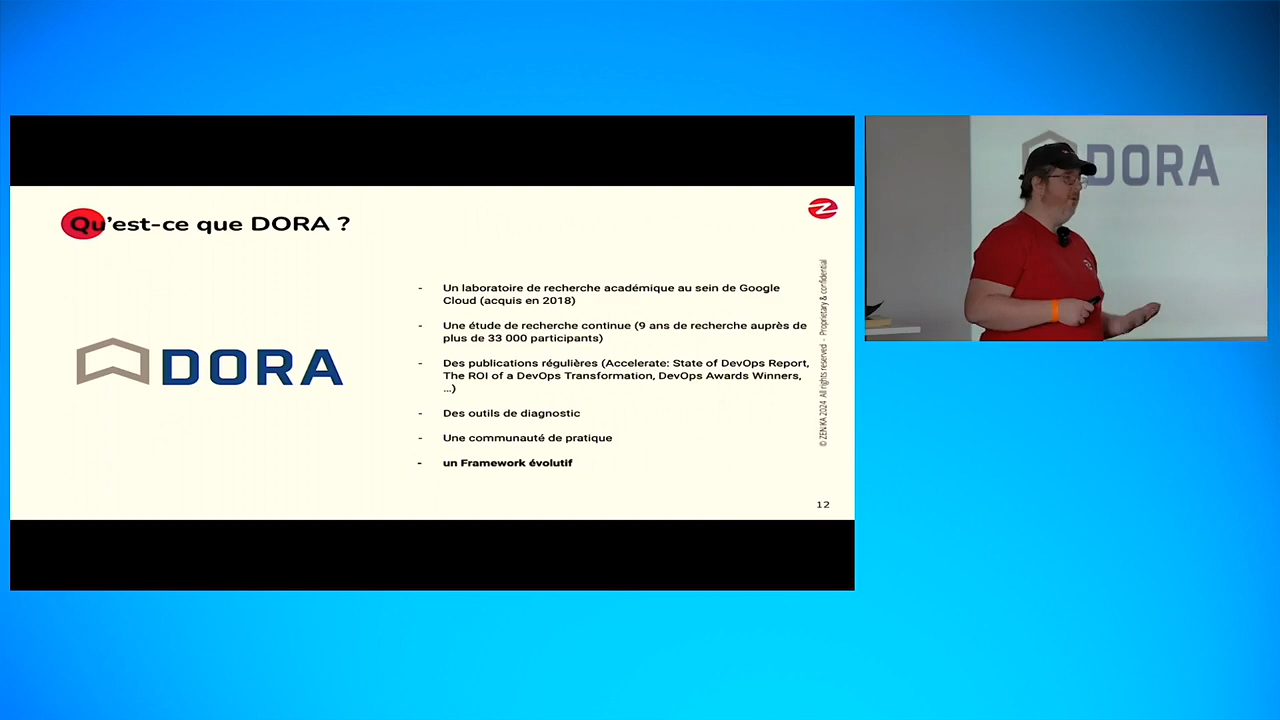 Qu'est-ce que DORA ?
DORA
- Un laboratoire de recherche académique au sein de Google
Cloud (acquis en 2018)
- Une étude de recherche continue (9 ans de recherche auprès de
plus de 33 000 participants)
- Des publications régulières (Accelerate: State of DevOps Report,
The ROI of a DevOps Transformation, DevOps Awards Winners,
…)
- Des outils de diagnostic
- Une communauté de pratique
- un Framework évolutif
© ZENIKA 2024 All rights reserved - Proprietary & confidential
12
DORA